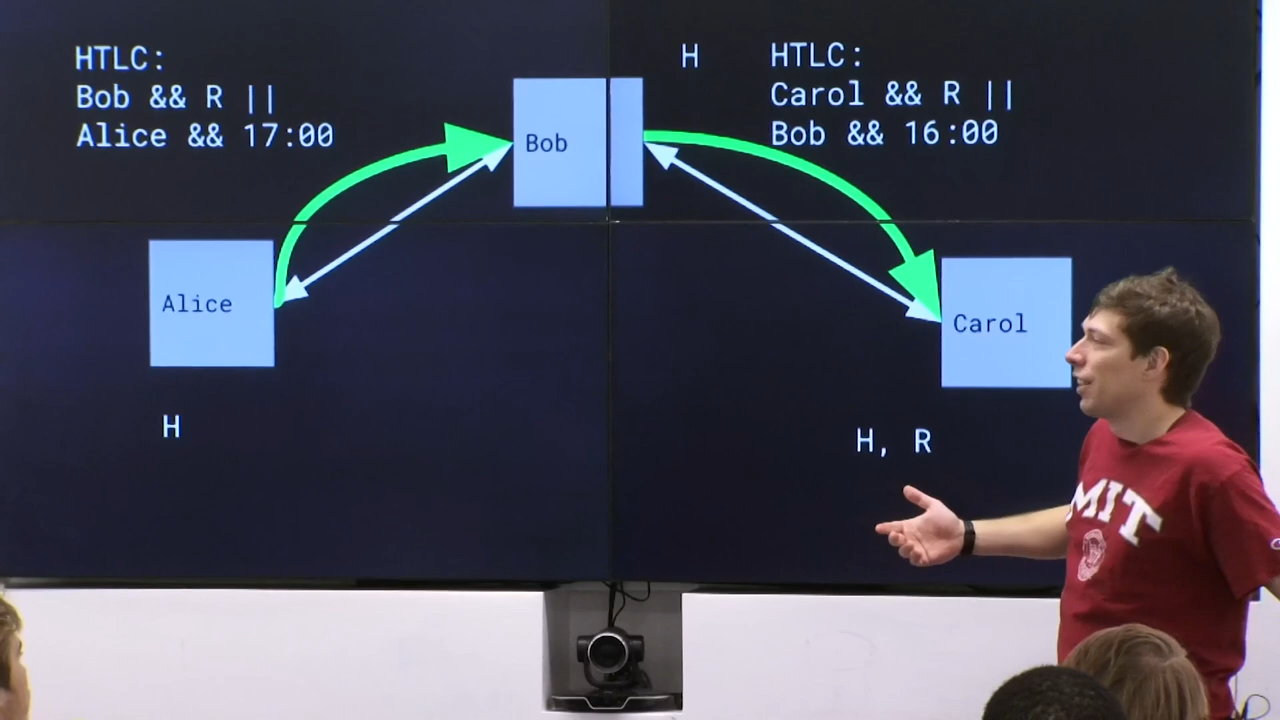 HTLC:
Bob && R ||
Alice && 17:00
H
HTLC:
Carol && R ||
Bob && 16:00
Bob
Alice
Carol
H
H, R
MIT